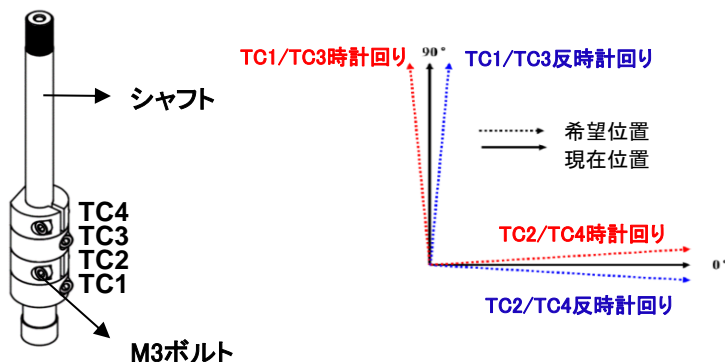 シャフト
TC4
TC3
TC2
TC1
M3ボルト
TC1/TC3時計回り
90°
TC1/TC3反時計回り
希望位置
現在位置
TC2/TC4時計回り
0°
TC2/TC4反時計回り